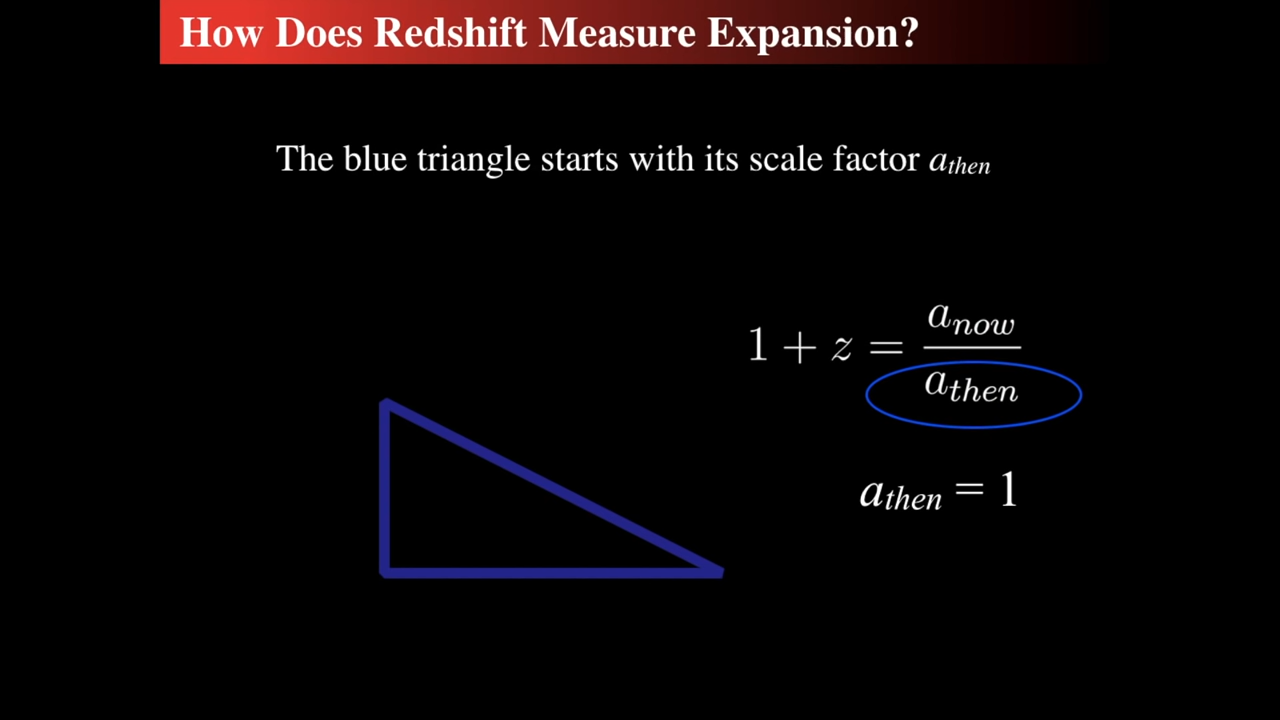 How Does Redshift Measure Expansion?
The blue triangle starts with its scale factor a_then
1 + z = a_now / a_then
a_then = 1